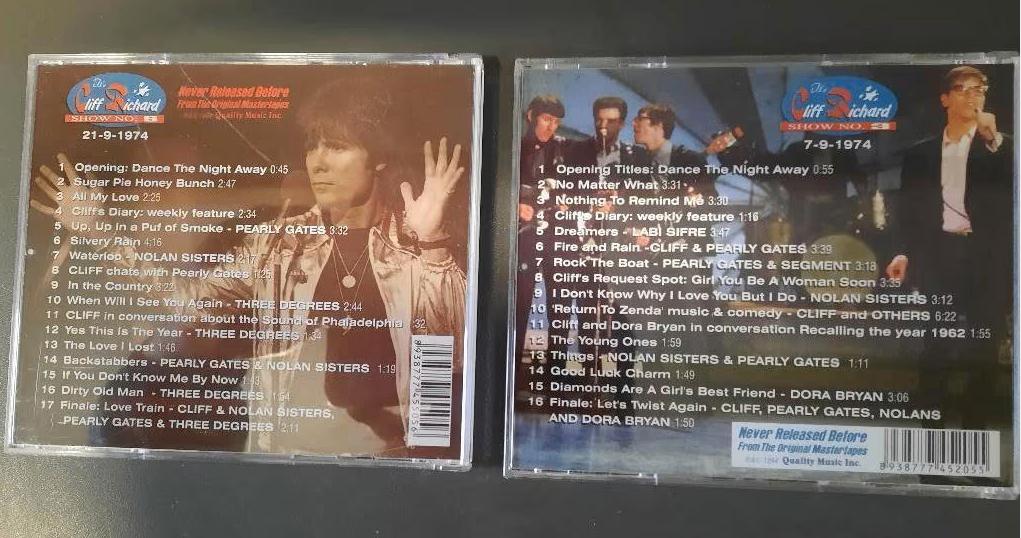 The
Cliff Richard
SHOW NO. 5
21-9-1974
Never Released Before
From The Original Mastertapes
Quality Music Inc.
1 Opening: Dance The Night Away 0:45
2 Sugar Pie Honey Bunch 2:47
3 All My Love 2:25
4 Cliff's Diary: weekly feature 2:34
5 Up, Up in a Puf of Smoke - PEARLY GATES 3:32
6 Silvery Rain 4:16
7 Waterloo - NOLAN SISTERS 2:17
8 CLIFF chats with Pearly Gates 1:25
9 In the Country 3:22
10 When Will I See You Again - THREE DEGREES 2:44
11 CLIFF in conversation about the Sound of Phaladelphia :32
12 Yes This Is The Year - THREE DEGREES 1:34
13 The Love I Lost 1:46
14 Backstabbers - PEARLY GATES & NOLAN SISTERS 1:19
15 If You Don't Know Me By Now
16 Dirty Old Man - THREE DEGREES 1:54
17 Finale: Love Train - CLIFF & NOLAN SISTERS,
PEARLY GATES & THREE DEGREES 2:11
8938777455056
The
Cliff Richard
SHOW NO. 3
7-9-1974
1 Opening Titles: Dance The Night Away 0:55
2 No Matter What 3:31
3 Nothing To Remind Me 3:30
4 Cliff's Diary: weekly feature 1:16
5 Dreamers - LABI SIFRE 3:47
6 Fire and Rain -CLIFF & PEARLY GATES 3:39
7 Rock The Boat - PEARLY GATES & SEGMENT 3:18
8 Cliff's Request Spot: Girl You Be A Woman Soon 3:35
9 I Don't Know Why I Love You But I Do - NOLAN SISTERS 3:12
10 'Return To Zenda' music & comedy - CLIFF and OTHERS 6:22
11 Cliff and Dora Bryan in conversation Recalling the year 1962 1:55
12 The Young Ones 1:59
13 Things - NOLAN SISTERS & PEARLY GATES 1:11
14 Good Luck Charm 1:49
15 Diamonds Are A Girl's Best Friend - DORA BRYAN 3:06
16 Finale: Let's Twist Again - CLIFF, PEARLY GATES, NOLANS
AND DORA BRYAN 1:50
Never Released Before
From The Original Mastertapes
Quality Music Inc.
8938777452055